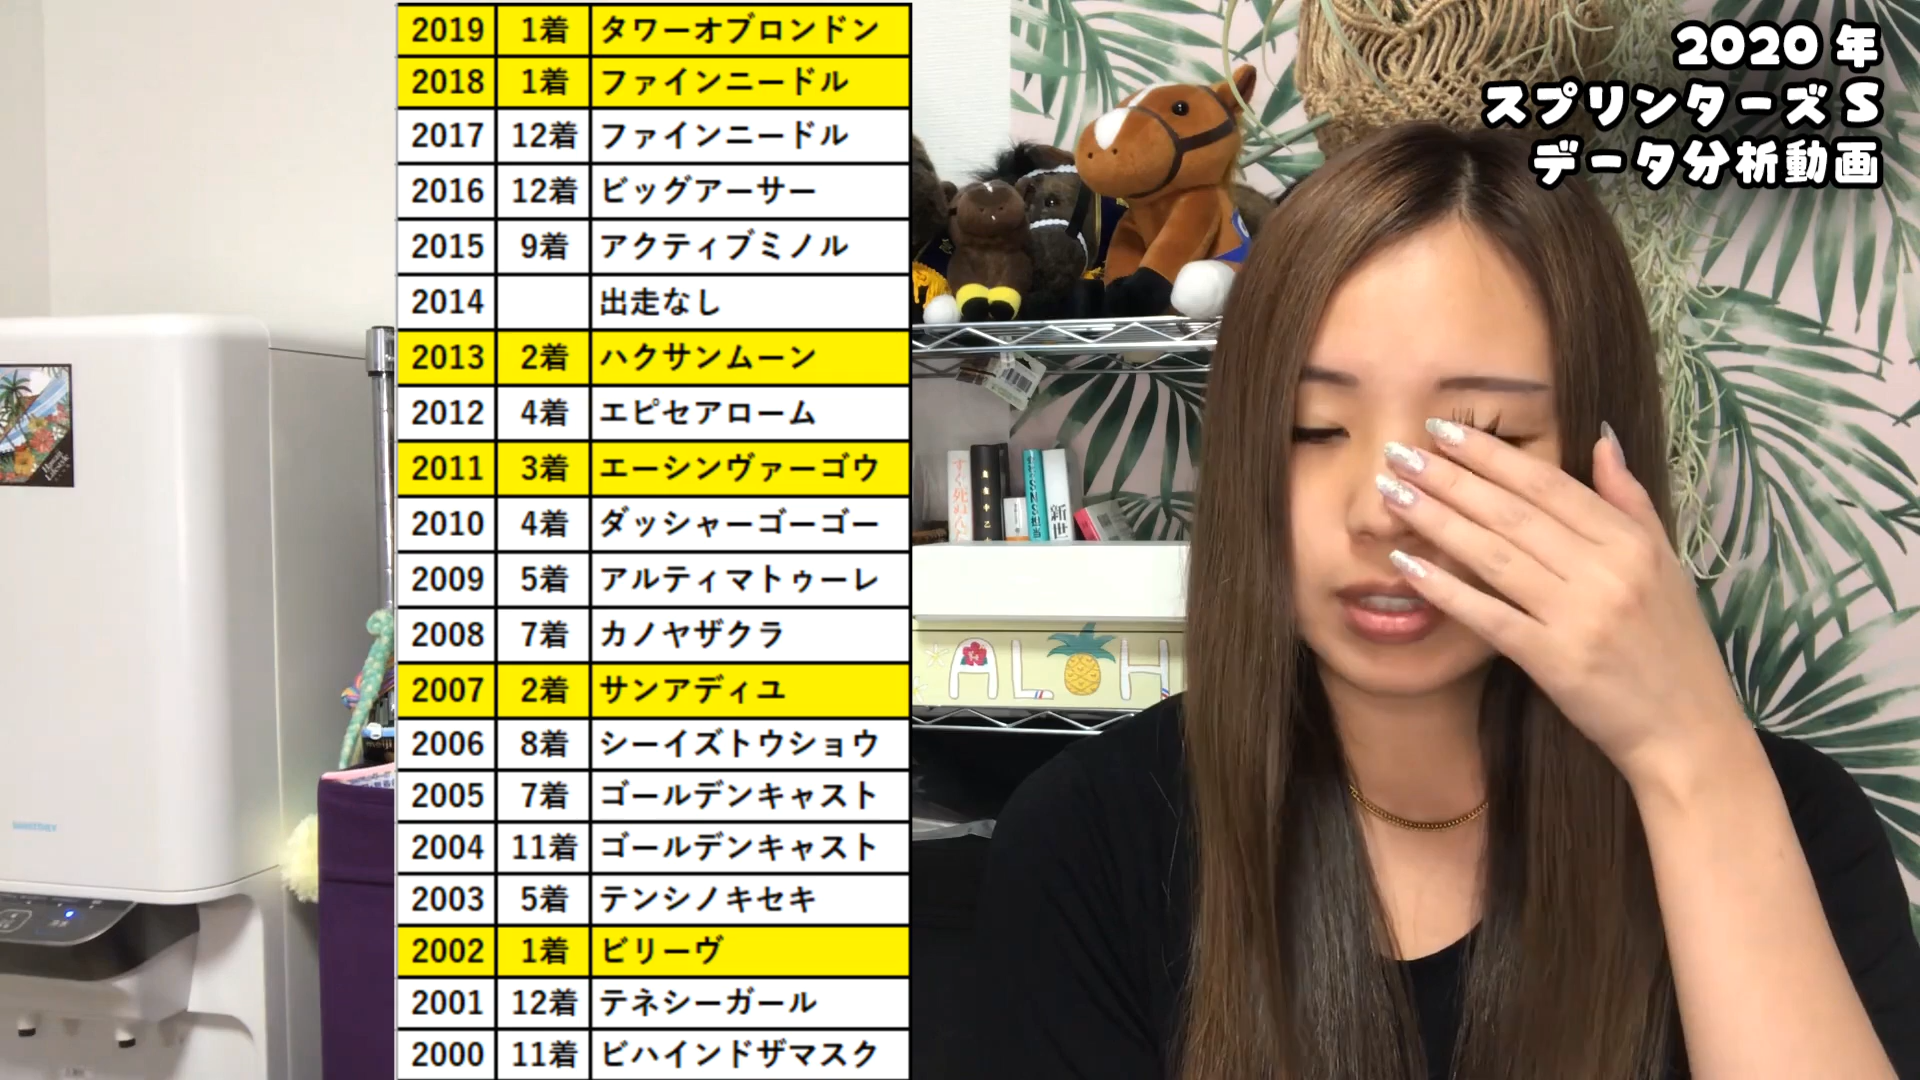 2019 1着 タワーオブロンドン
2018 1着 ファインニードル
2017 12着 ファインニードル
2016 12着 ビッグアーサー
2015 9着 アクティブミノル
2014 出走なし
2013 2着 ハクサンムーン
2012 4着 エピセアローム
2011 3着 エーシンヴァーゴウ
2010 4着 ダッシャーゴーゴー
2009 5着 アルティマトゥーレ
2008 7着 カノヤザクラ
2007 2着 サンアディユ
2006 8着 シーイズトウショウ
2005 7着 ゴールデンキャスト
2004 11着 ゴールデンキャスト
2003 5着 テンシノキセキ
2002 1着 ビリーヴ
2001 12着 テネシーガール
2000 11着 ビハインドザマスク
2020年
スプリンターズS
データ分析動画
ALOH